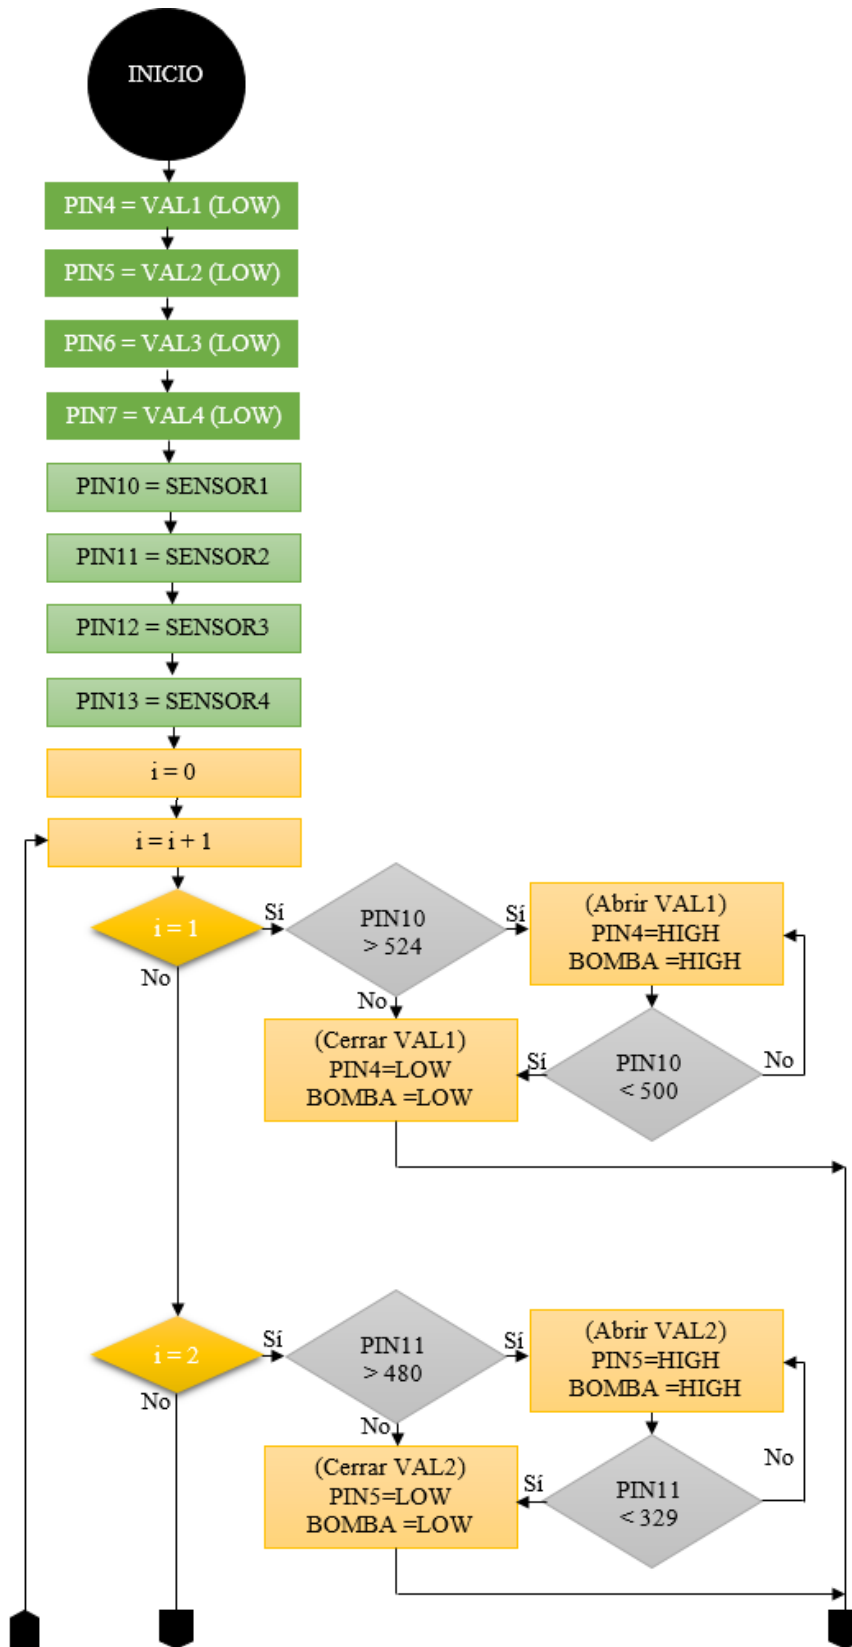 INICIO
PIN4 = VAL1 (LOW)
PIN5 = VAL2 (LOW)
PIN6 = VAL3 (LOW)
PIN7 = VAL4 (LOW)
PIN10 = SENSOR1
PIN11 = SENSOR2
PIN12 = SENSOR3
PIN13 = SENSOR4
i = 0
i = i + 1
i = 1
Sí
No
PIN10
> 524
Sí
No
(Abrir VAL1)
PIN4=HIGH
BOMBA =HIGH
(Cerrar VAL1)
PIN4=LOW
BOMBA =LOW
Sí
PIN10
< 500
No
i = 2
Sí
No
PIN11
> 480
Sí
No
(Abrir VAL2)
PIN5=HIGH
BOMBA =HIGH
(Cerrar VAL2)
PIN5=LOW
BOMBA =LOW
Sí
PIN11
< 329
No